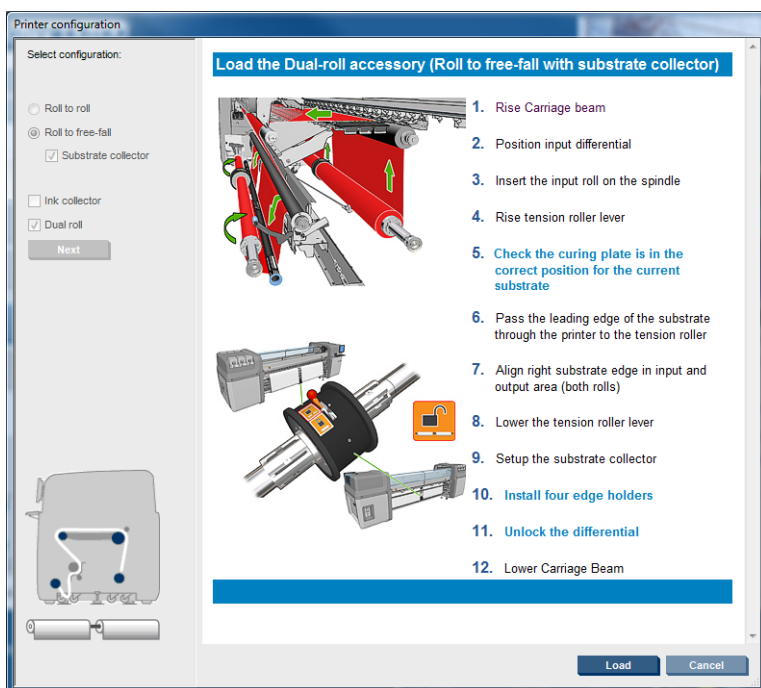 Printer configuration
Select configuration:
Roll to roll
Roll to free-fall
Substrate collector
Ink collector
Dual roll
Next
Load the Dual-roll accessory (Roll to free-fall with substrate collector)
1. Rise Carriage beam
2. Position input differential
3. Insert the input roll on the spindle
4. Rise tension roller lever
5. Check the curing plate is in the
correct position for the current
substrate
6. Pass the leading edge of the substrate
through the printer to the tension roller
7. Align right substrate edge in input and
output area (both rolls)
8. Lower the tension roller lever
9. Setup the substrate collector
10. Install four edge holders
11. Unlock the differential
12. Lower Carriage Beam
Load
Cancel